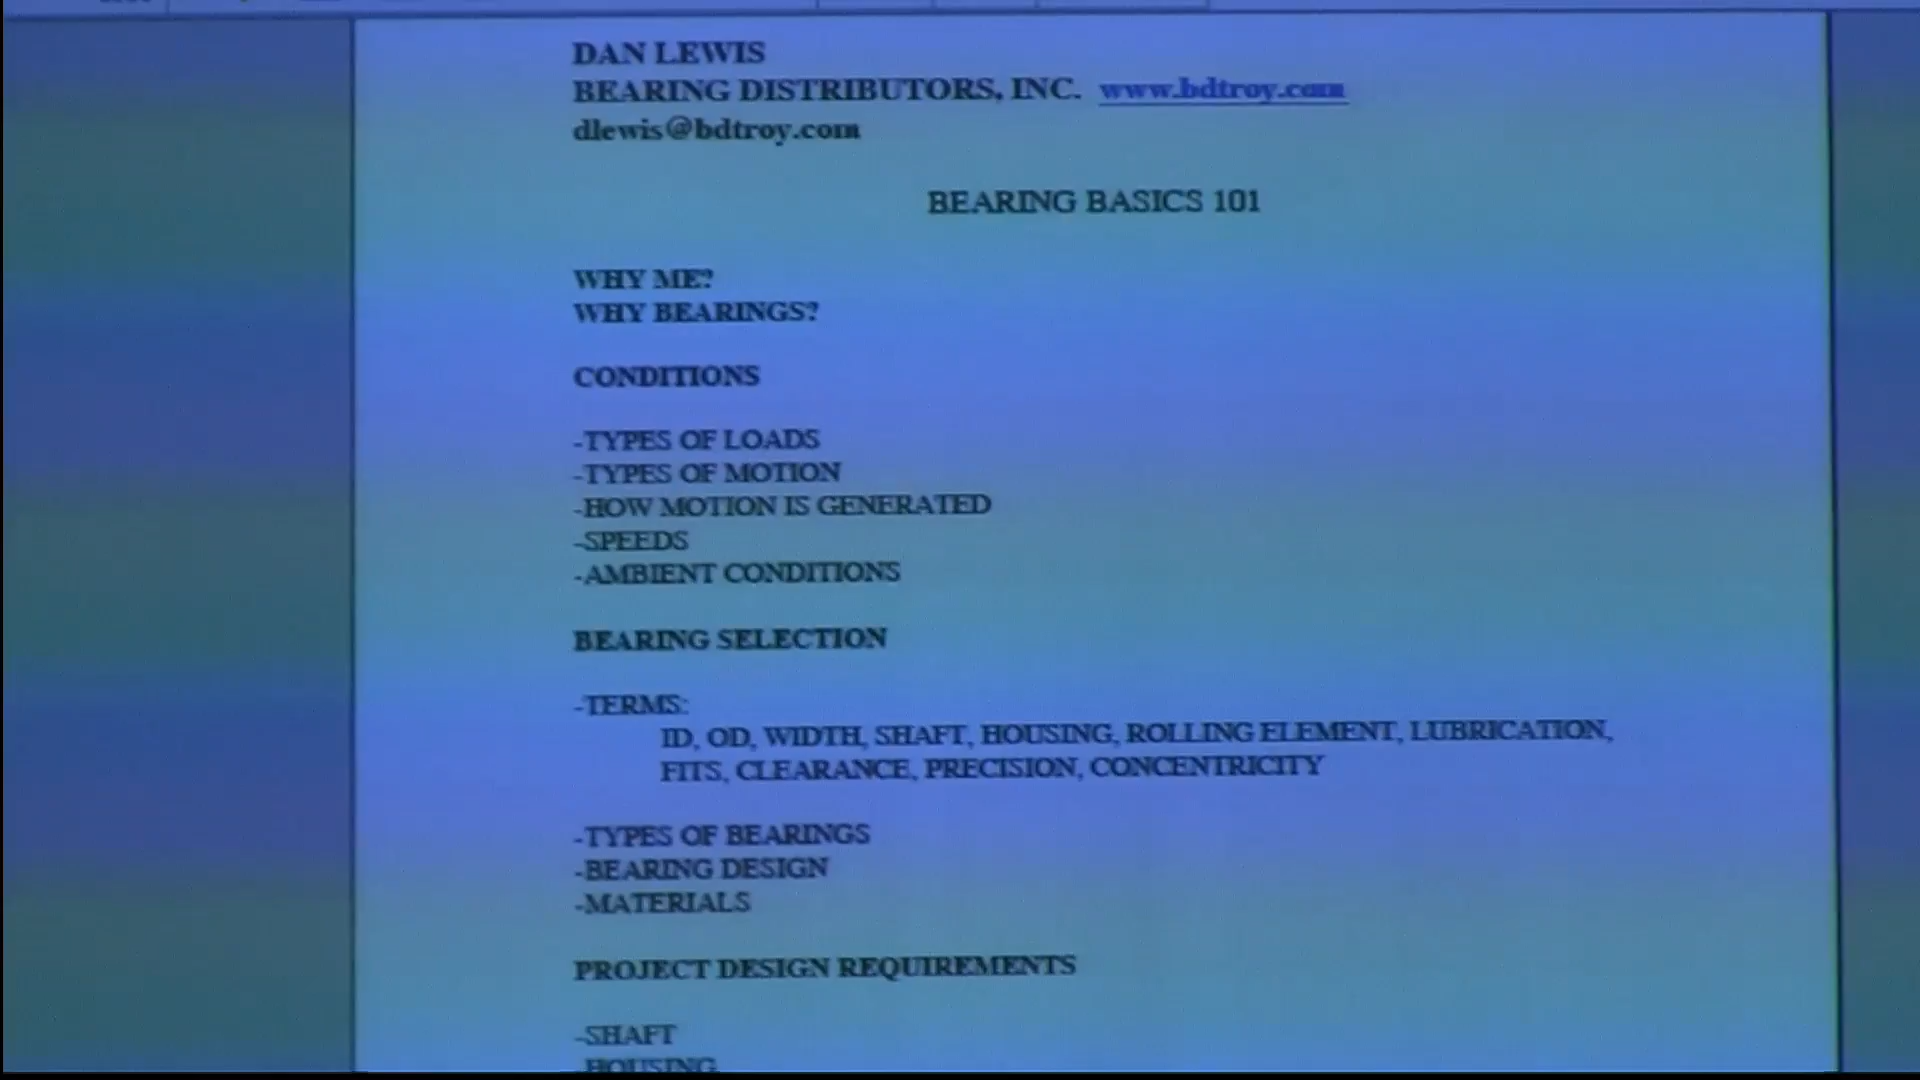 DAN LEWIS
BEARING DISTRIBUTORS, INC. www.bdtroy.com
dlewis@bdtroy.com
BEARING BASICS 101
WHY ME?
WHY BEARINGS?
CONDITIONS
-TYPES OF LOADS
-TYPES OF MOTION
-HOW MOTION IS GENERATED
-SPEEDS
-AMBIENT CONDITIONS
BEARING SELECTION
-TERMS:
ID, OD, WIDTH, SHAFT, HOUSING, ROLLING ELEMENT, LUBRICATION,
FITS, CLEARANCE, PRECISION, CONCENTRICITY
-TYPES OF BEARINGS
-BEARING DESIGN
-MATERIALS
PROJECT DESIGN REQUIREMENTS
-SHAFT
-HOUSING